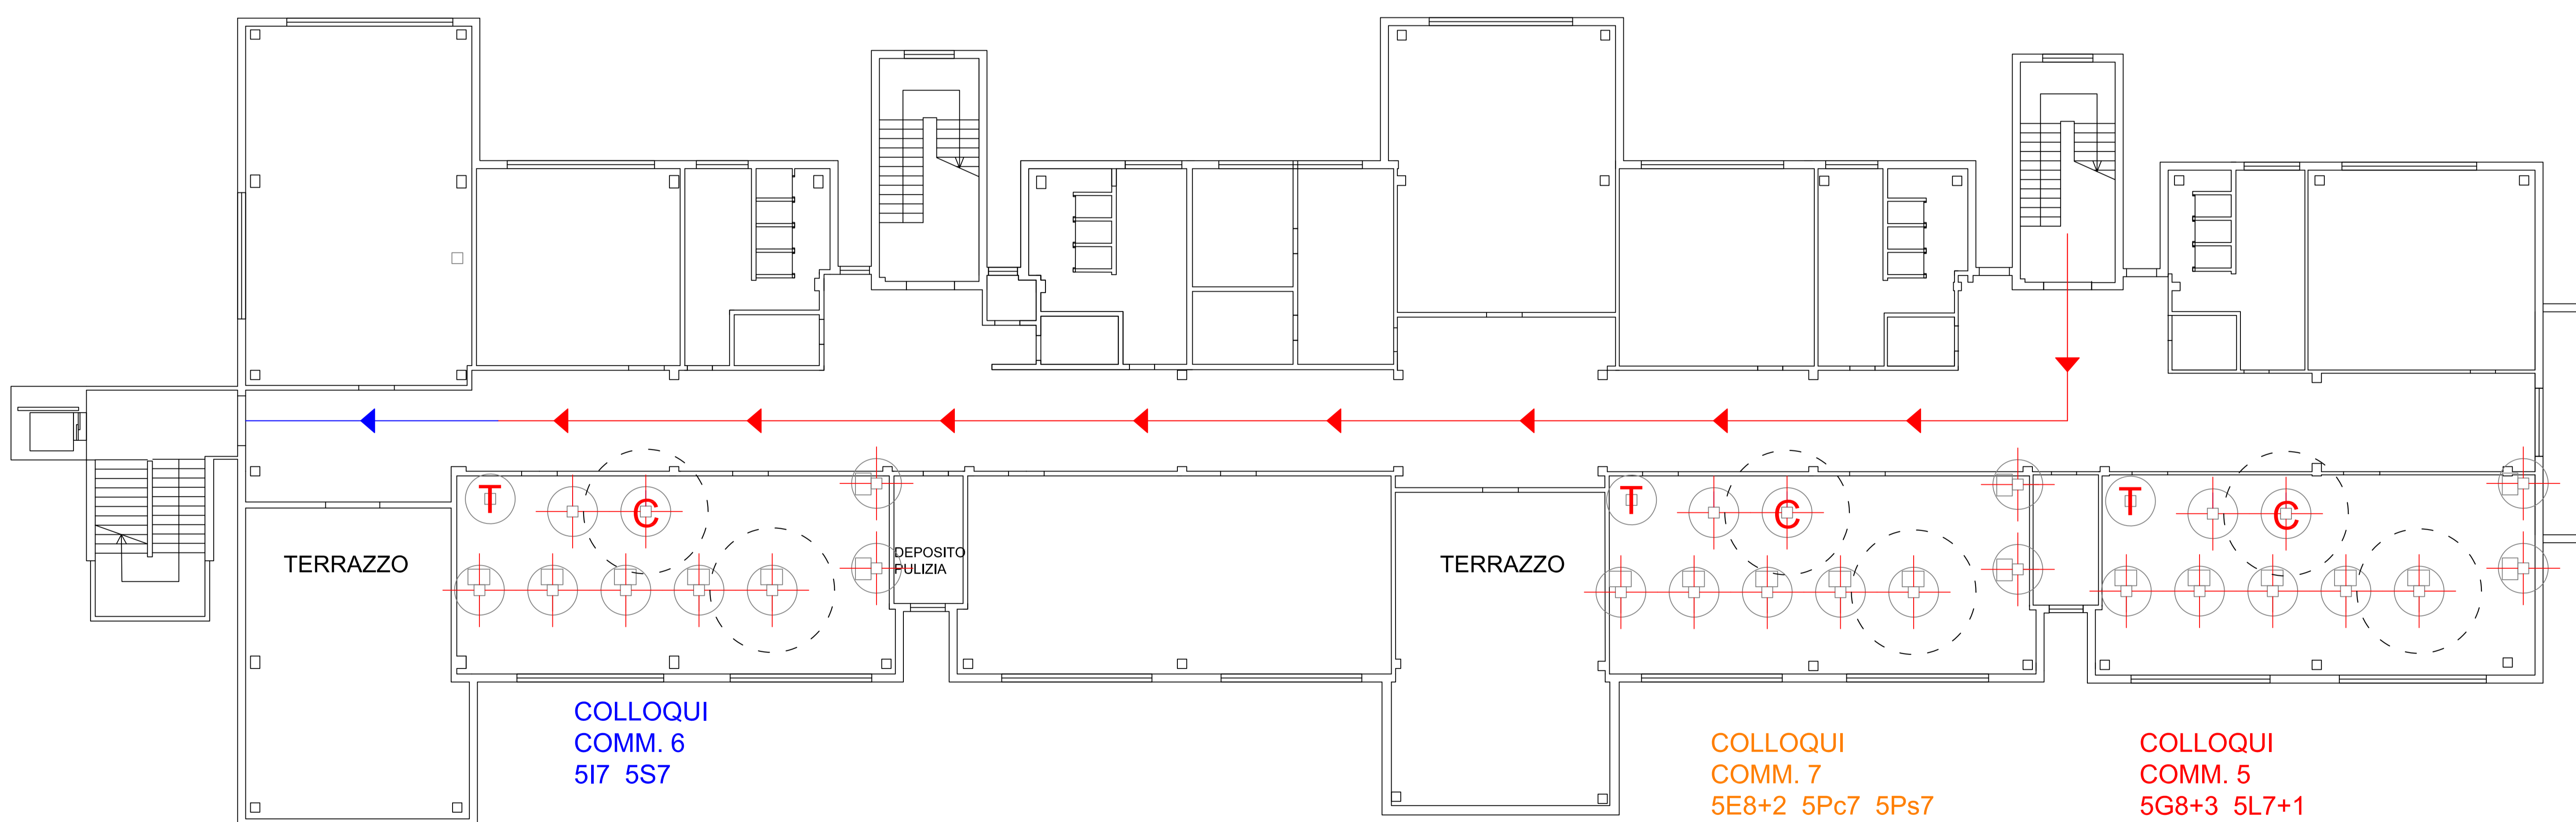 T
C
TERRAZZO
DEPOSITO
PULIZIA
TERRAZZO
T
C
T
C
COLLOQUI
COMM. 6
5I7 5S7
COLLOQUI
COMM. 7
5E8+2 5Pc7 5Ps7
COLLOQUI
COMM. 5
5G8+3 5L7+1